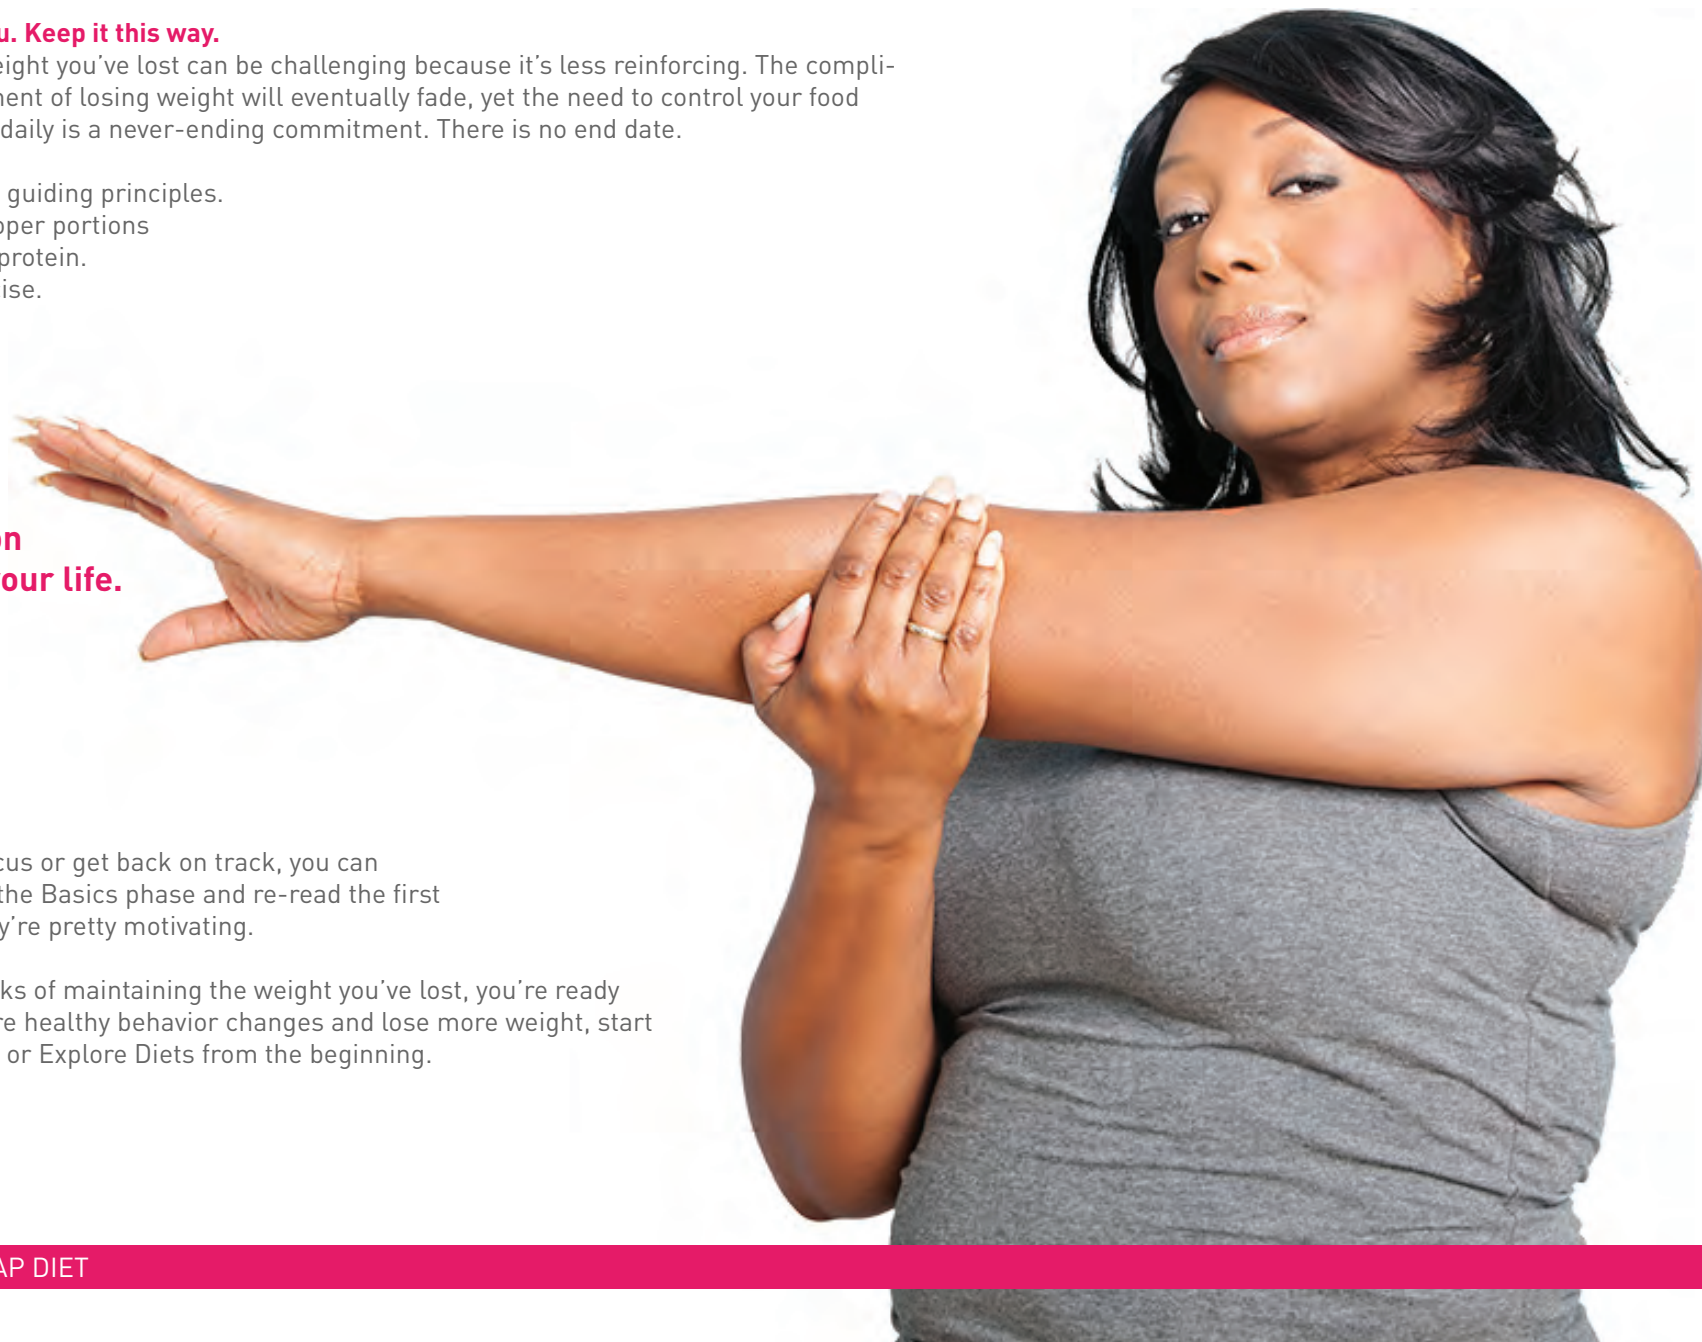 u. Keep it this way.
eight you’ve lost can be challenging because it’s less reinforcing. The compli-
nent of losing weight will eventually fade, yet the need to control your food
daily is a never-ending commitment. There is no end date.
guiding principles.
oper portions
protein.
ise.
on
our life.
cus or get back on track, you can
the Basics phase and re-read the first
y’re pretty motivating.
ks of maintaining the weight you’ve lost, you’re ready
re healthy behavior changes and lose more weight, start
or Explore Diets from the beginning.
AP DIET